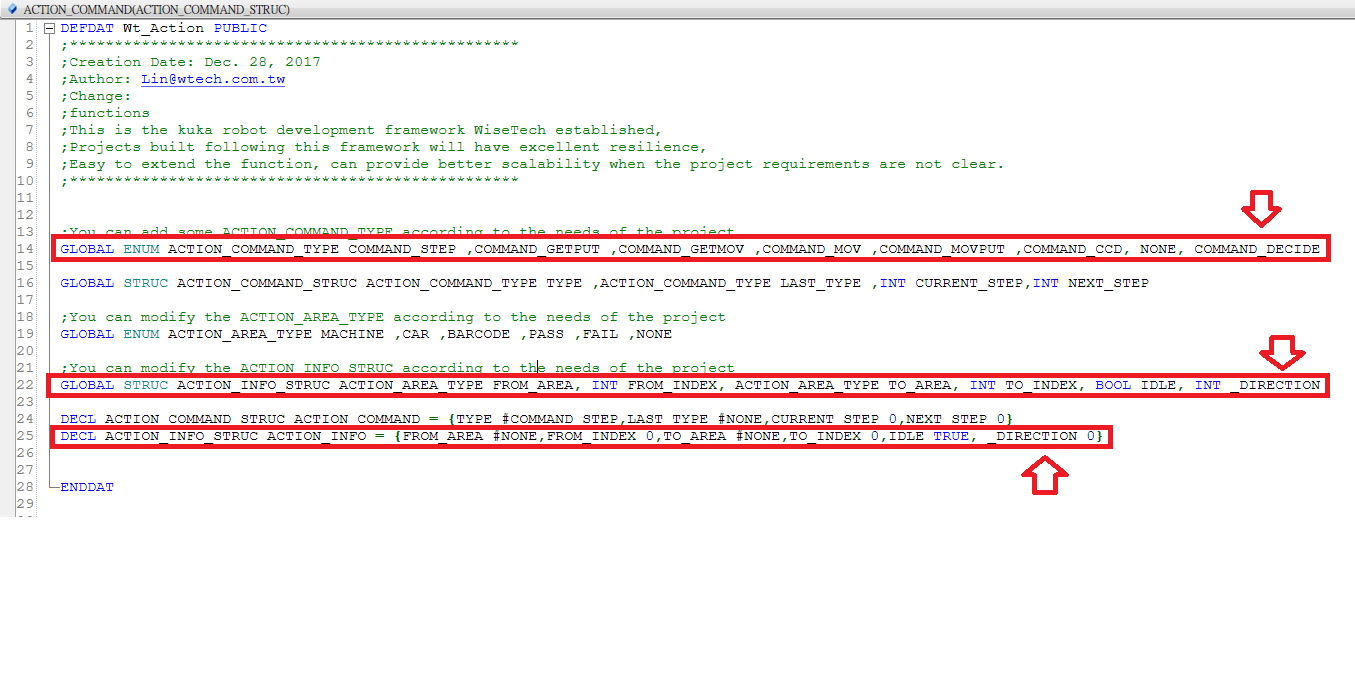 ACTION_COMMAND(ACTION_COMMAND_STRUC)
1 DEFDAT Wt_Action PUBLIC
2 ;**************************************************
3 ;Creation Date: Dec. 28, 2017
4 ;Author: Lin@wtech.com.tw
5 ;Change:
6 ;functions
7 ;This is the kuka robot development framework WiseTech established,
8 ;Projects built following this framework will have excellent resilience,
9 ;Easy to extend the function, can provide better scalability when the project requirements are not clear.
10 ;**************************************************
11
12
13 ;You can add some ACTION_COMMAND_TYPE according to the needs of the project
14 GLOBAL ENUM ACTION_COMMAND_TYPE COMMAND_STEP ,COMMAND_GETPUT ,COMMAND_GETMOV ,COMMAND_MOV ,COMMAND_MOVPUT ,COMMAND_CCD, NONE, COMMAND_DECIDE
15
16 GLOBAL STRUC ACTION_COMMAND_STRUC ACTION_COMMAND_TYPE TYPE ,ACTION_COMMAND_TYPE LAST_TYPE ,INT CURRENT_STEP,INT NEXT_STEP
17
18 ;You can modify the ACTION_AREA_TYPE according to the needs of the project
19 GLOBAL ENUM ACTION_AREA_TYPE MACHINE ,CAR ,BARCODE ,PASS ,FAIL ,NONE
20
21 ;You can modify the ACTION_INFO_STRUC according to the needs of the project
22 GLOBAL STRUC ACTION_INFO_STRUC ACTION_AREA_TYPE FROM_AREA, INT FROM_INDEX, ACTION_AREA_TYPE TO_AREA, INT TO_INDEX, BOOL IDLE, INT _DIRECTION
23
24 DECL ACTION_COMMAND_STRUC ACTION_COMMAND = {TYPE #COMMAND_STEP,LAST_TYPE #NONE,CURRENT_STEP 0,NEXT_STEP 0}
25 DECL ACTION_INFO_STRUC ACTION_INFO = {FROM_AREA #NONE,FROM_INDEX 0,TO_AREA #NONE,TO_INDEX 0,IDLE TRUE, _DIRECTION 0}
26
27
28 ENDDAT
29